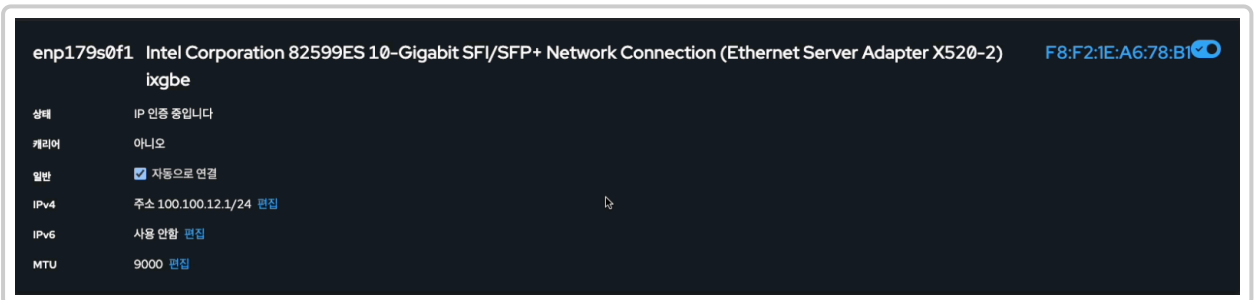 enp179s0f1 Intel Corporation 82599ES 10-Gigabit SFI/SFP+ Network Connection (Ethernet Server Adapter X520-2) F8:F2:1E:A6:78:B1
ixgbe
상태 IP 인증 중입니다
캐리어 아니오
일반 자동으로 연결
IPv4 주소 100.100.12.1/24 편집
IPv6 사용 안함 편집
MTU 9000 편집